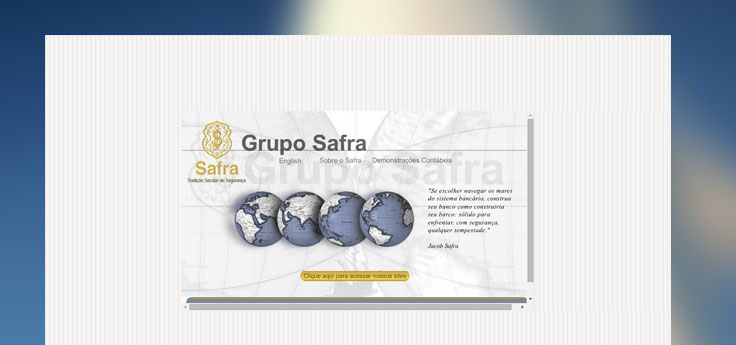 Grupo Safra
Safra
Tradição Secular de Segurança
English Sobre o Safra Demonstrações Contábeis
Grupo Safra
"Se escolher navegar os mares
do sistema bancário, construa
seu banco como construiria
seu barco: sólido para
enfrentar, com segurança,
qualquer tempestade."
Jacob Safra
Clique aqui para acessar nossos sites